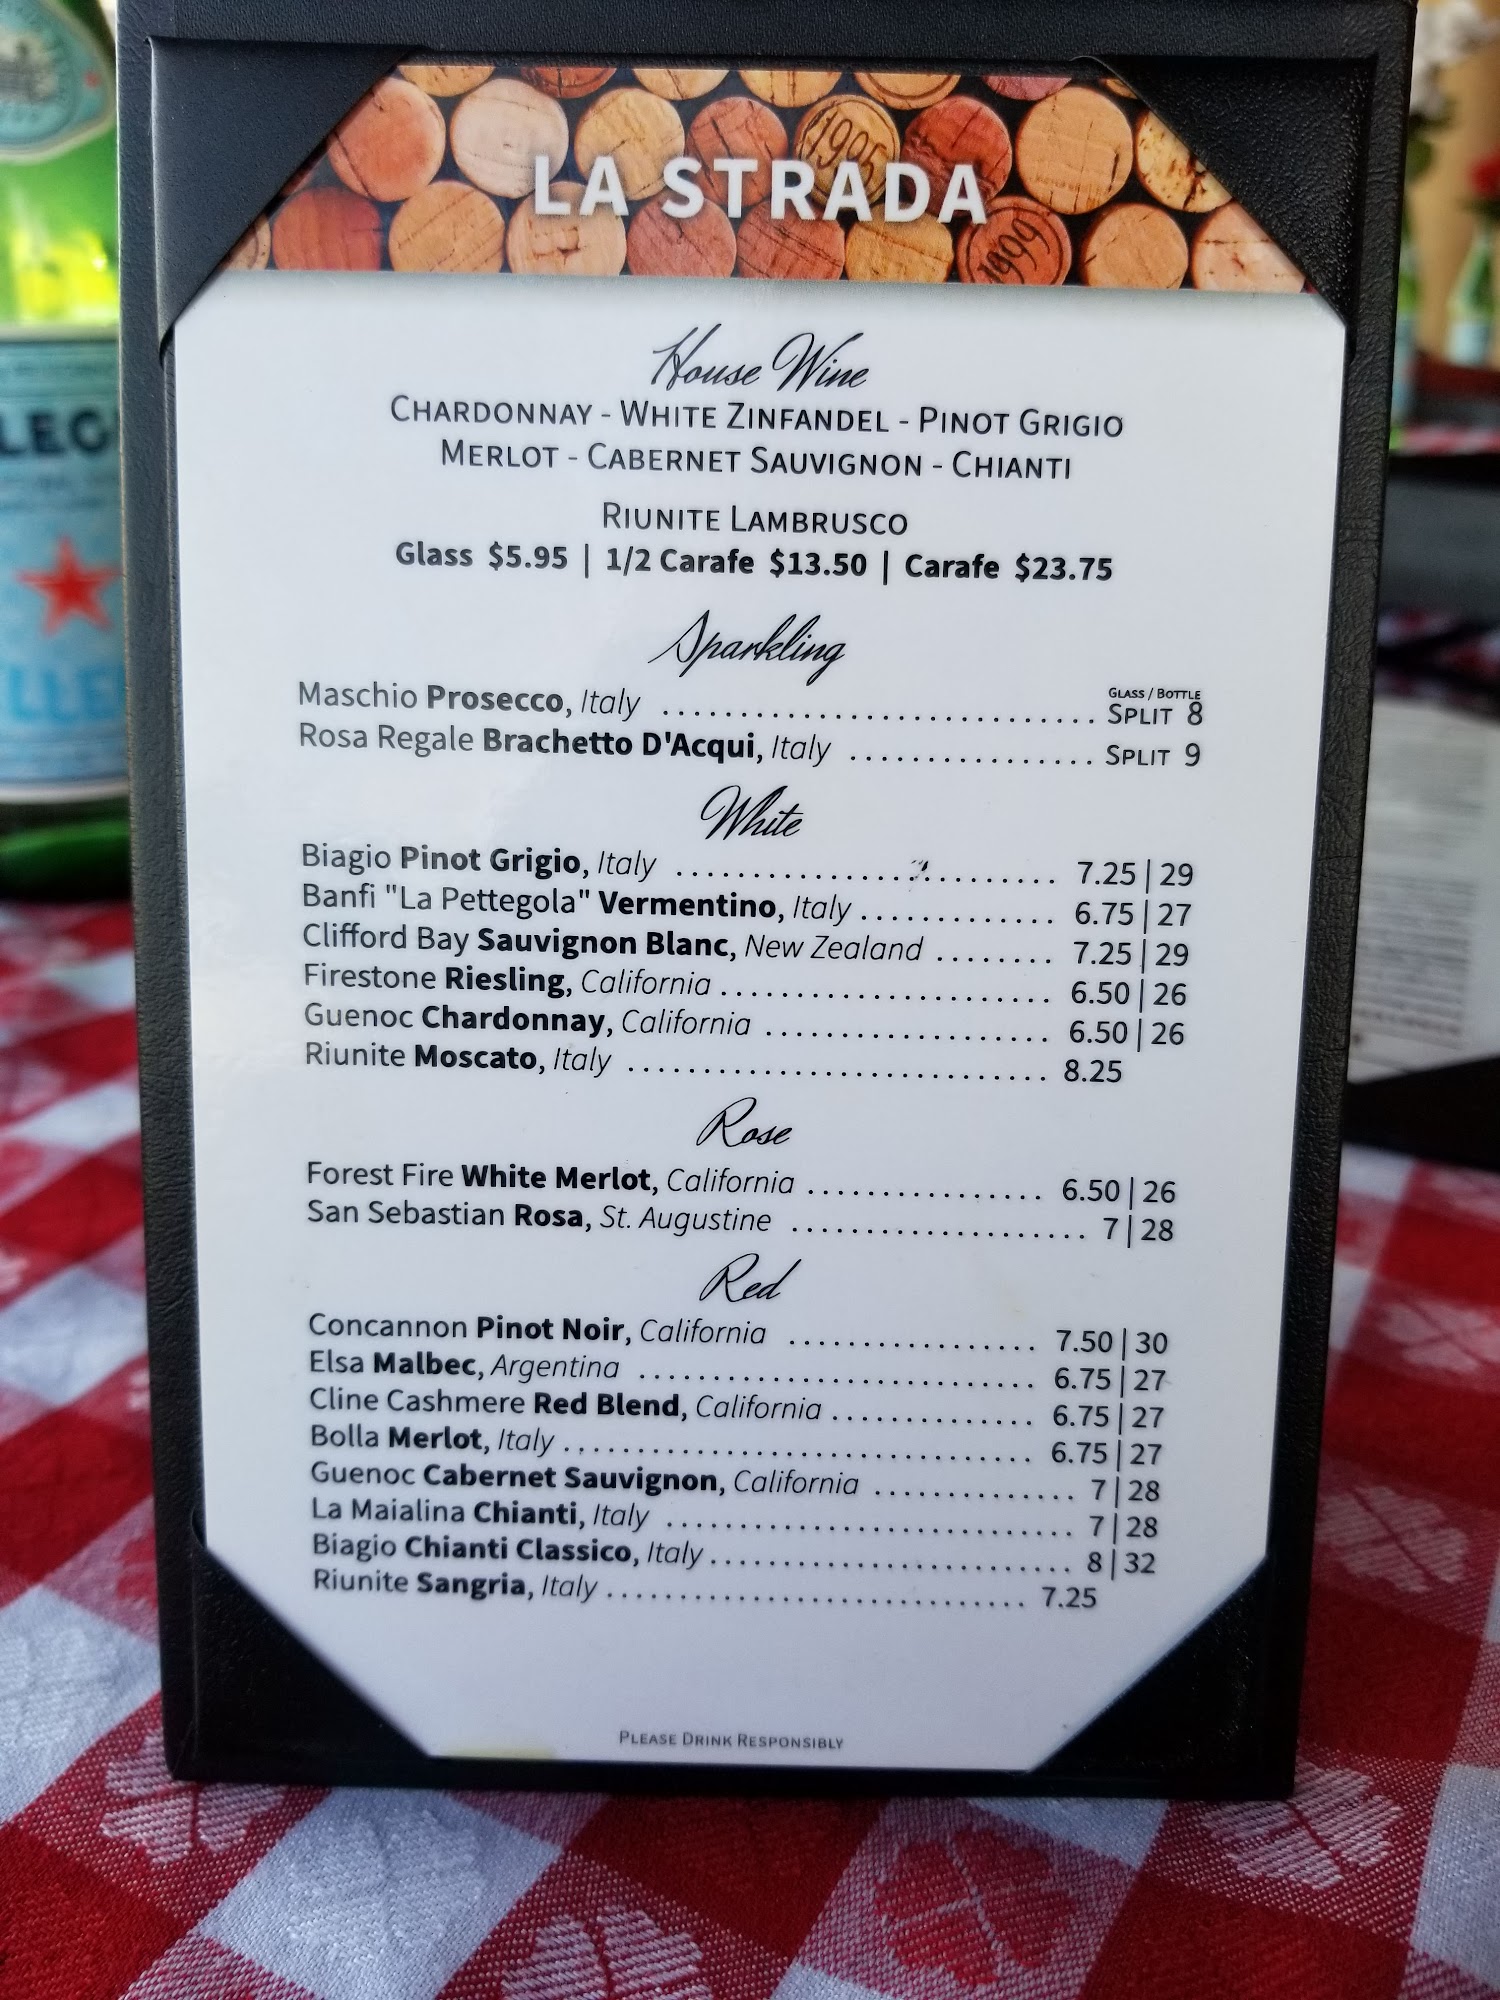 1995
LA STRADA
1999
House Wine
CHARDONNAY - WHITE ZINFANDEL - PINOT GRIGIO
MERLOT - CABERNET SAUVIGNON - CHIANTI
RIUNITE LAMBRUSCO
Glass $5.95 | 1/2 Carafe $13.50 | Carafe $23.75
Sparkling
GLASS / BOTTLE
Maschio Prosecco, Italy ............................. SPLIT 8
Rosa Regale Brachetto D'Acqui, Italy ................. SPLIT 9
White
Biagio Pinot Grigio, Italy .......................... 7.25 | 29
Banfi "La Pettegola" Vermentino, Italy ............. 6.75 | 27
Clifford Bay Sauvignon Blanc, New Zealand ........ 7.25 | 29
Firestone Riesling, California ...................... 6.50 | 26
Guenoc Chardonnay, California ................... 6.50 | 26
Riunite Moscato, Italy ............................ 8.25
Rose
Forest Fire White Merlot, California ................ 6.50 | 26
San Sebastian Rosa, St. Augustine .................... 7 | 28
Red
Concannon Pinot Noir, California ................. 7.50 | 30
Elsa Malbec, Argentina ........................... 6.75 | 27
Cline Cashmere Red Blend, California .............. 6.75 | 27
Bolla Merlot, Italy ................................ 6.75 | 27
Guenoc Cabernet Sauvignon, California .............. 7 | 28
La Maialina Chianti, Italy ............................ 7 | 28
Biagio Chianti Classico, Italy ......................... 8 | 32
Riunite Sangria, Italy ............................. 7.25
PLEASE DRINK RESPONSIBLY